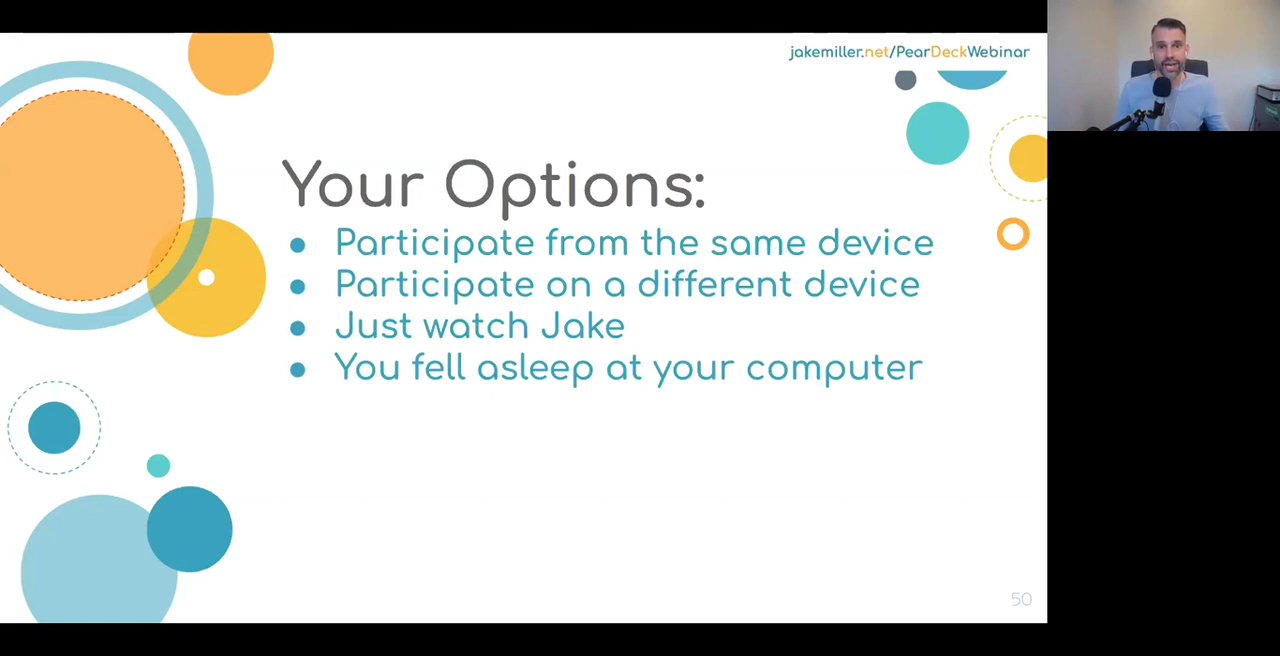 jakemiller.net/PearDeckWebinar
Your Options:
● Participate from the same device
● Participate on a different device
● Just watch Jake
● You fell asleep at your computer
50